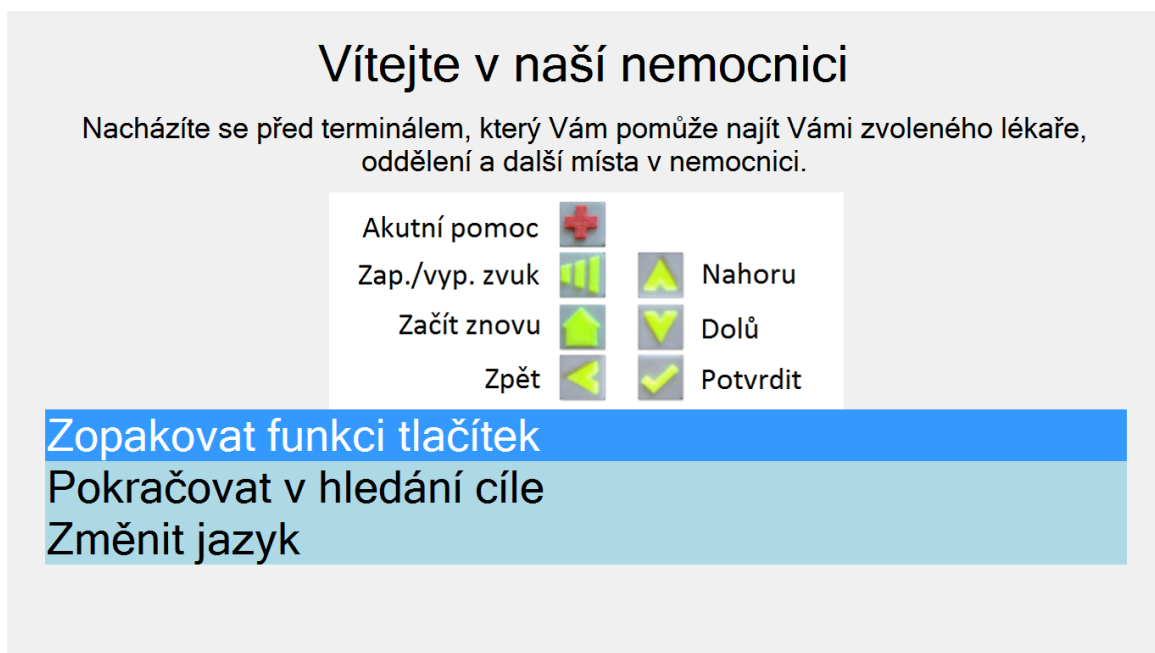 Vítejte v naší nemocnici
Nacházíte se před terminálem, který Vám pomůže najít Vámi zvoleného lékaře,
oddělení a další místa v nemocnici.
Akutní pomoc
Zap./vyp. zvuk Nahoru
Začít znovu Dolů
Zpět Potvrdit
Zopakovat funkci tlačítek
Pokračovat v hledání cíle
Změnit jazyk